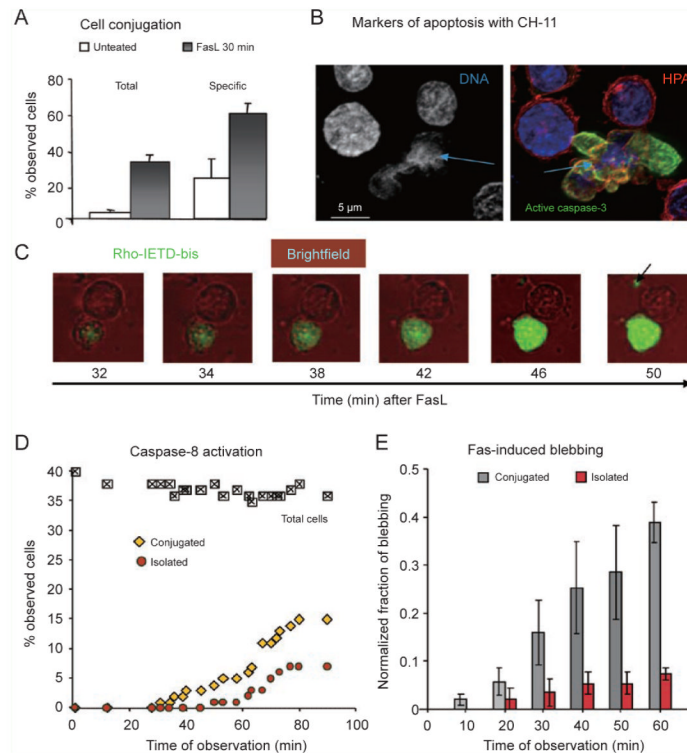 A
Cell conjugation
Unteated
FasL 30 min
% observed cells
80
60
40
20
0
Total
Specific
B
Markers of apoptosis with CH-11
DNA
5 µm
HPA
Active caspase-3
C
Rho-IETD-bis
Brightfield
32
34
38
42
46
50
Time (min) after FasL
D
Caspase-8 activation
% observed cells
40
35
30
25
20
15
10
5
0
Total cells
Conjugated
Isolated
0
20
40
60
80
100
Time of observation (min)
E
Fas-induced blebbing
Conjugated
Isolated
Normalized fraction of blebbing
0.5
0.4
0.3
0.2
0.1
0
0
10
20
30
40
50
60
Time of observation (min)